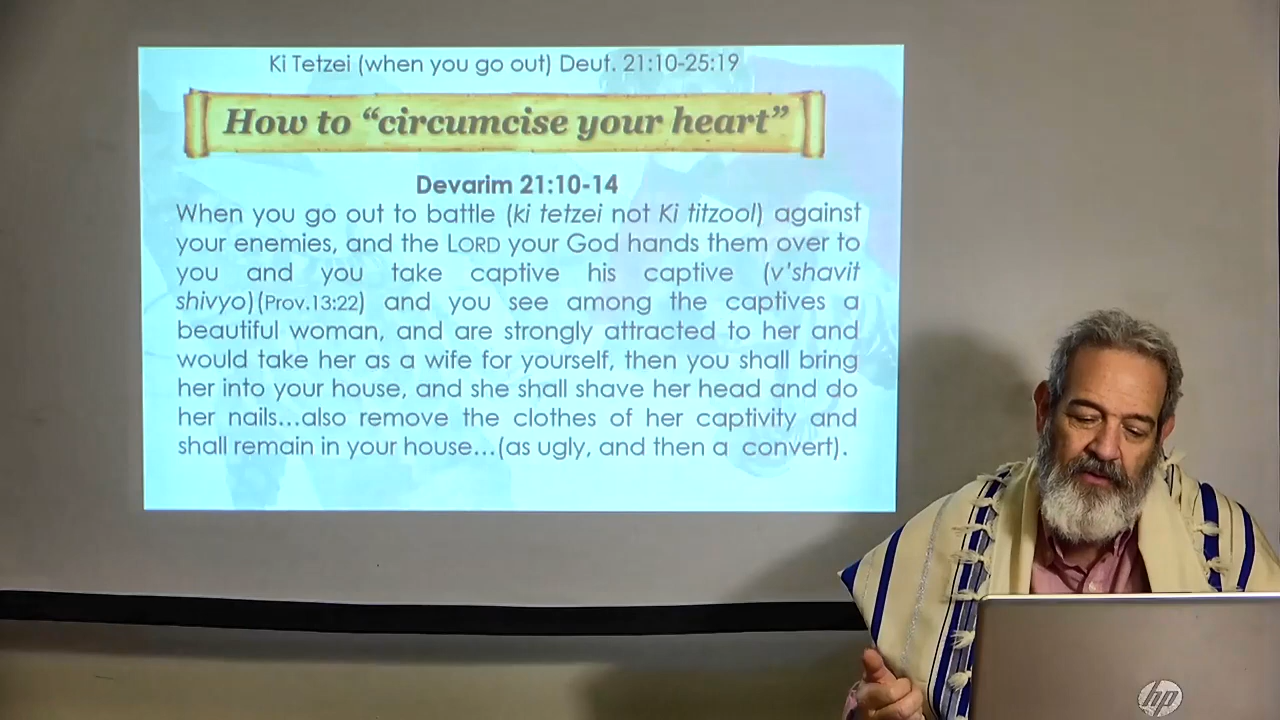 Ki Tetzei (when you go out) Deut. 21:10-25:19
How to “circumcise your heart”
Devarim 21:10-14
When you go out to battle (ki tetzei not Ki titzool) against
your enemies, and the LORD your God hands them over to
you and you take captive his captive (v’shavit
shivyo)(Prov.13:22) and you see among the captives a
beautiful woman, and are strongly attracted to her and
would take her as a wife for yourself, then you shall bring
her into your house, and she shall shave her head and do
her nails...also remove the clothes of her captivity and
shall remain in your house...(as ugly, and then a convert).
hp